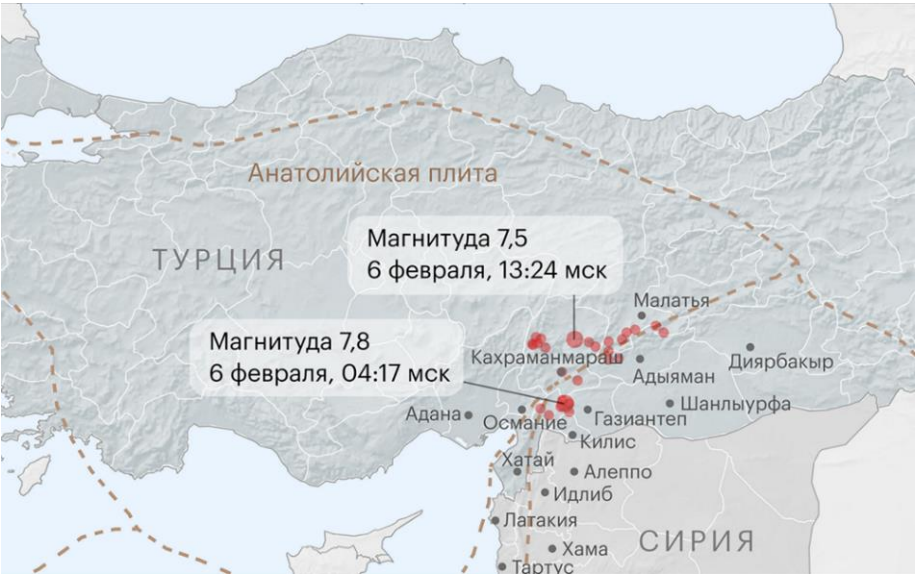 Анатолийская плита
ТУРЦИЯ
Магнитуда 7,5
6 февраля, 13:24 мск
Малатья
Магнитуда 7,8
6 февраля, 04:17 мск
Кахраманмараш
Диярбакыр
Адыяман
Адана
Османие
Газиантеп
Шанлыурфа
Килис
Хатай
Алеппо
Идлиб
Латакия
Хама
СИРИЯ
Тартус